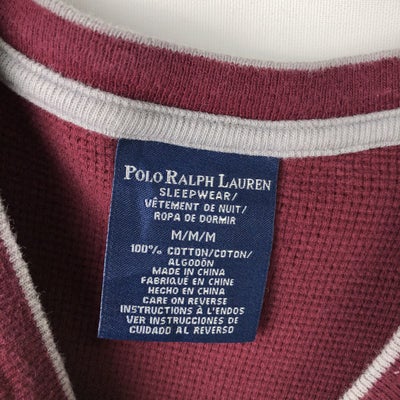 POLO RALPH LAUREN
SLEEPWEAR/
VÊTEMENT DE NUIT/
ROPA DE DORMIR
M/M/M
100% COTTON/COTON/
ALGODÓN
MADE IN CHINA
FABRIQUÉ EN CHINE
HECHO EN CHINA
CARE ON REVERSE
INSTRUCTIONS À L'ENDOS
VER INSTRUCCIONES DE
CUIDADO AL REVERSO